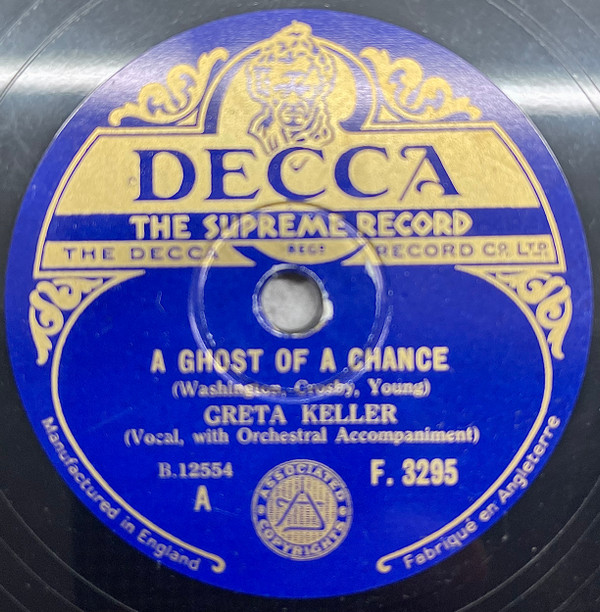 DECCA
THE SUPREME RECORD
THE DECCA REGD RECORD CO. LTD.
A GHOST OF A CHANCE
(Washington, Crosby, Young)
GRETA KELLER
(Vocal, with Orchestral Accompaniment)
B.12554
F. 3295
A
ASSOCIATED COPYRIGHTS
Manufactured in England
Fabriqué en Angleterre